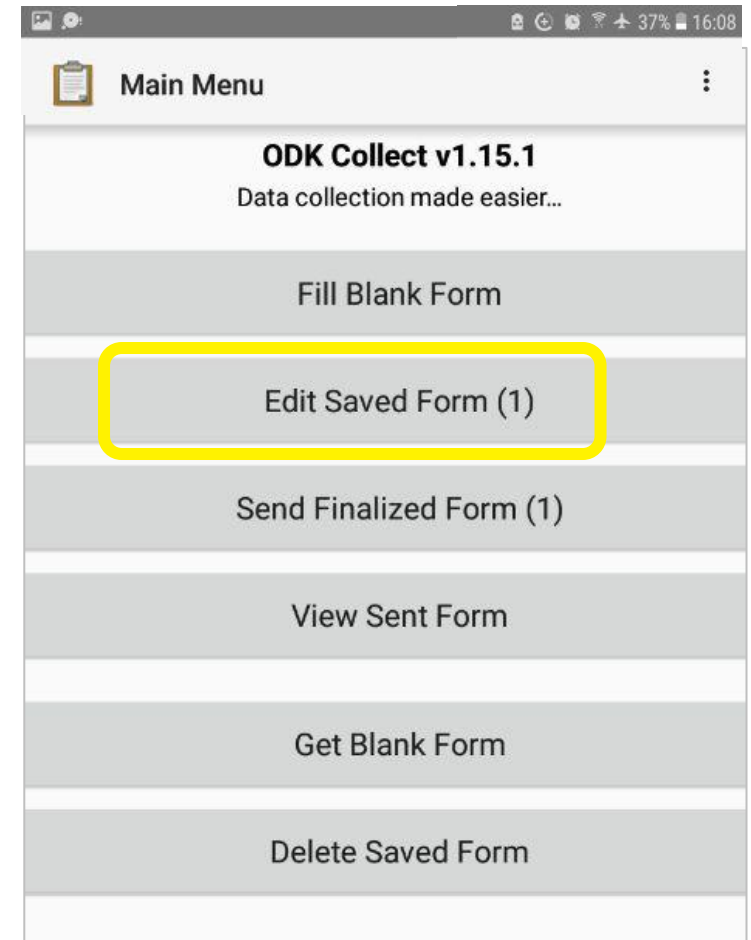 37% 16:08
Main Menu
ODK Collect v1.15.1
Data collection made easier...
Fill Blank Form
Edit Saved Form (1)
Send Finalized Form (1)
View Sent Form
Get Blank Form
Delete Saved Form